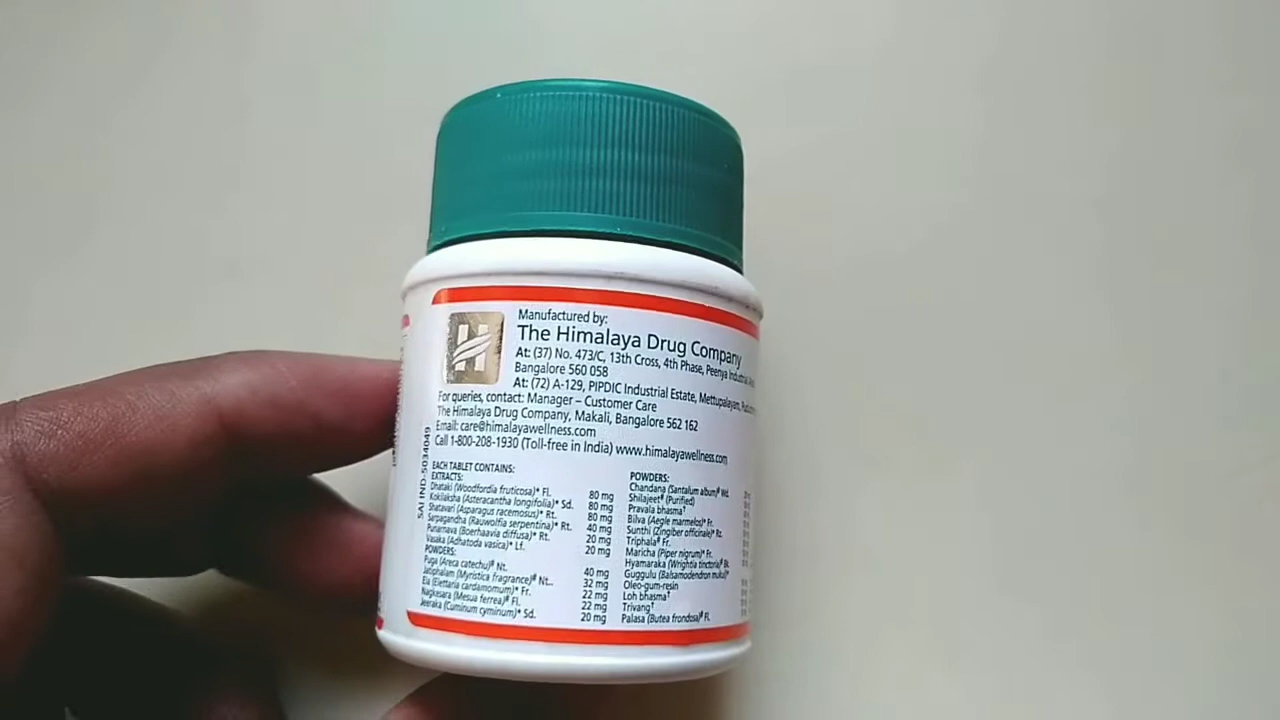 Manufactured by:
The Himalaya Drug Company
At: (37) No. 473/C, 13th Cross, 4th Phase, Peenya
Bangalore 560 058
At: (72) A-129, PIPDIC Industrial Estate, Mettupalayam,
For queries, contact: Manager – Customer Care
The Himalaya Drug Company, Makali, Bangalore 562 162
Email: care@himalayawellness.com
Call 1-800-208-1930 (Toll-free in India) www.himalayawellness.com
SAI IND-5034049
EACH TABLET CONTAINS:
EXTRACTS:
Dhataki (Woodfordia fruticosa)* Fl. 80 mg
Kokilaksha (Asteracantha longifolia)* Sd. 80 mg
Shatavari (Asparagus racemosus)* Rt. 80 mg
Sarpagandha (Rauwolfia serpentina)* Rt. 40 mg
Punarnava (Boerhaavia diffusa)* Rt. 20 mg
Vasaka (Adhatoda vasica)* Lf. 20 mg
POWDERS:
Puga (Areca catechu)# Nt. 40 mg
Jatiphalam (Myristica fragrance)# Nt.. 32 mg
Ela (Elettaria cardamomum)* Fr. 22 mg
Nagkesara (Mesua ferrea)# Fl. 22 mg
Jeeraka (Cuminum cyminum)* Sd. 20 mg
POWDERS:
Chandana (Santalum album)# Wd.
Shilajeet# (Purified)
Pravala bhasma†
Bilva (Aegle marmelos)* Fr.
Sunthi (Zingiber officinale)* Rz.
Triphala# Fr.
Maricha (Piper nigrum)* Fr.
Hyamaraka (Wrightia tinctoria)# Bk.
Guggulu (Balsamodendron mukul)*
Oleo-gum-resin
Loh bhasma†
Trivang†
Palasa (Butea frondosa)# Fl.